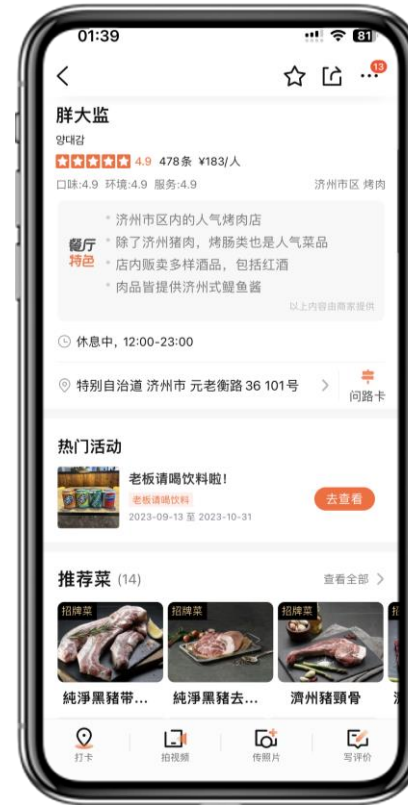 01:39
81
13
胖大监
양대감
4.9 478条 ¥183/人
口味:4.9 环境:4.9 服务:4.9 济州市区 烤肉
餐厅特色
济州市区内的人气烤肉店
除了济州猪肉，烤肠类也是人气菜品
店内贩卖多样酒品，包括红酒
肉品皆提供济州式鳀鱼酱
以上内容由商家提供
休息中，12:00-23:00
特别自治道 济州市 元老衡路 36 101号
问路卡
热门活动
老板请喝饮料啦!
老板请喝饮料
2023-09-13 至 2023-10-31
去查看
推荐菜 (14) 查看全部
招牌菜 招牌菜 招牌菜
純淨黑豬带... 純淨黑豬去... 濟州豬頸骨
打卡 拍视频 传照片 写评价